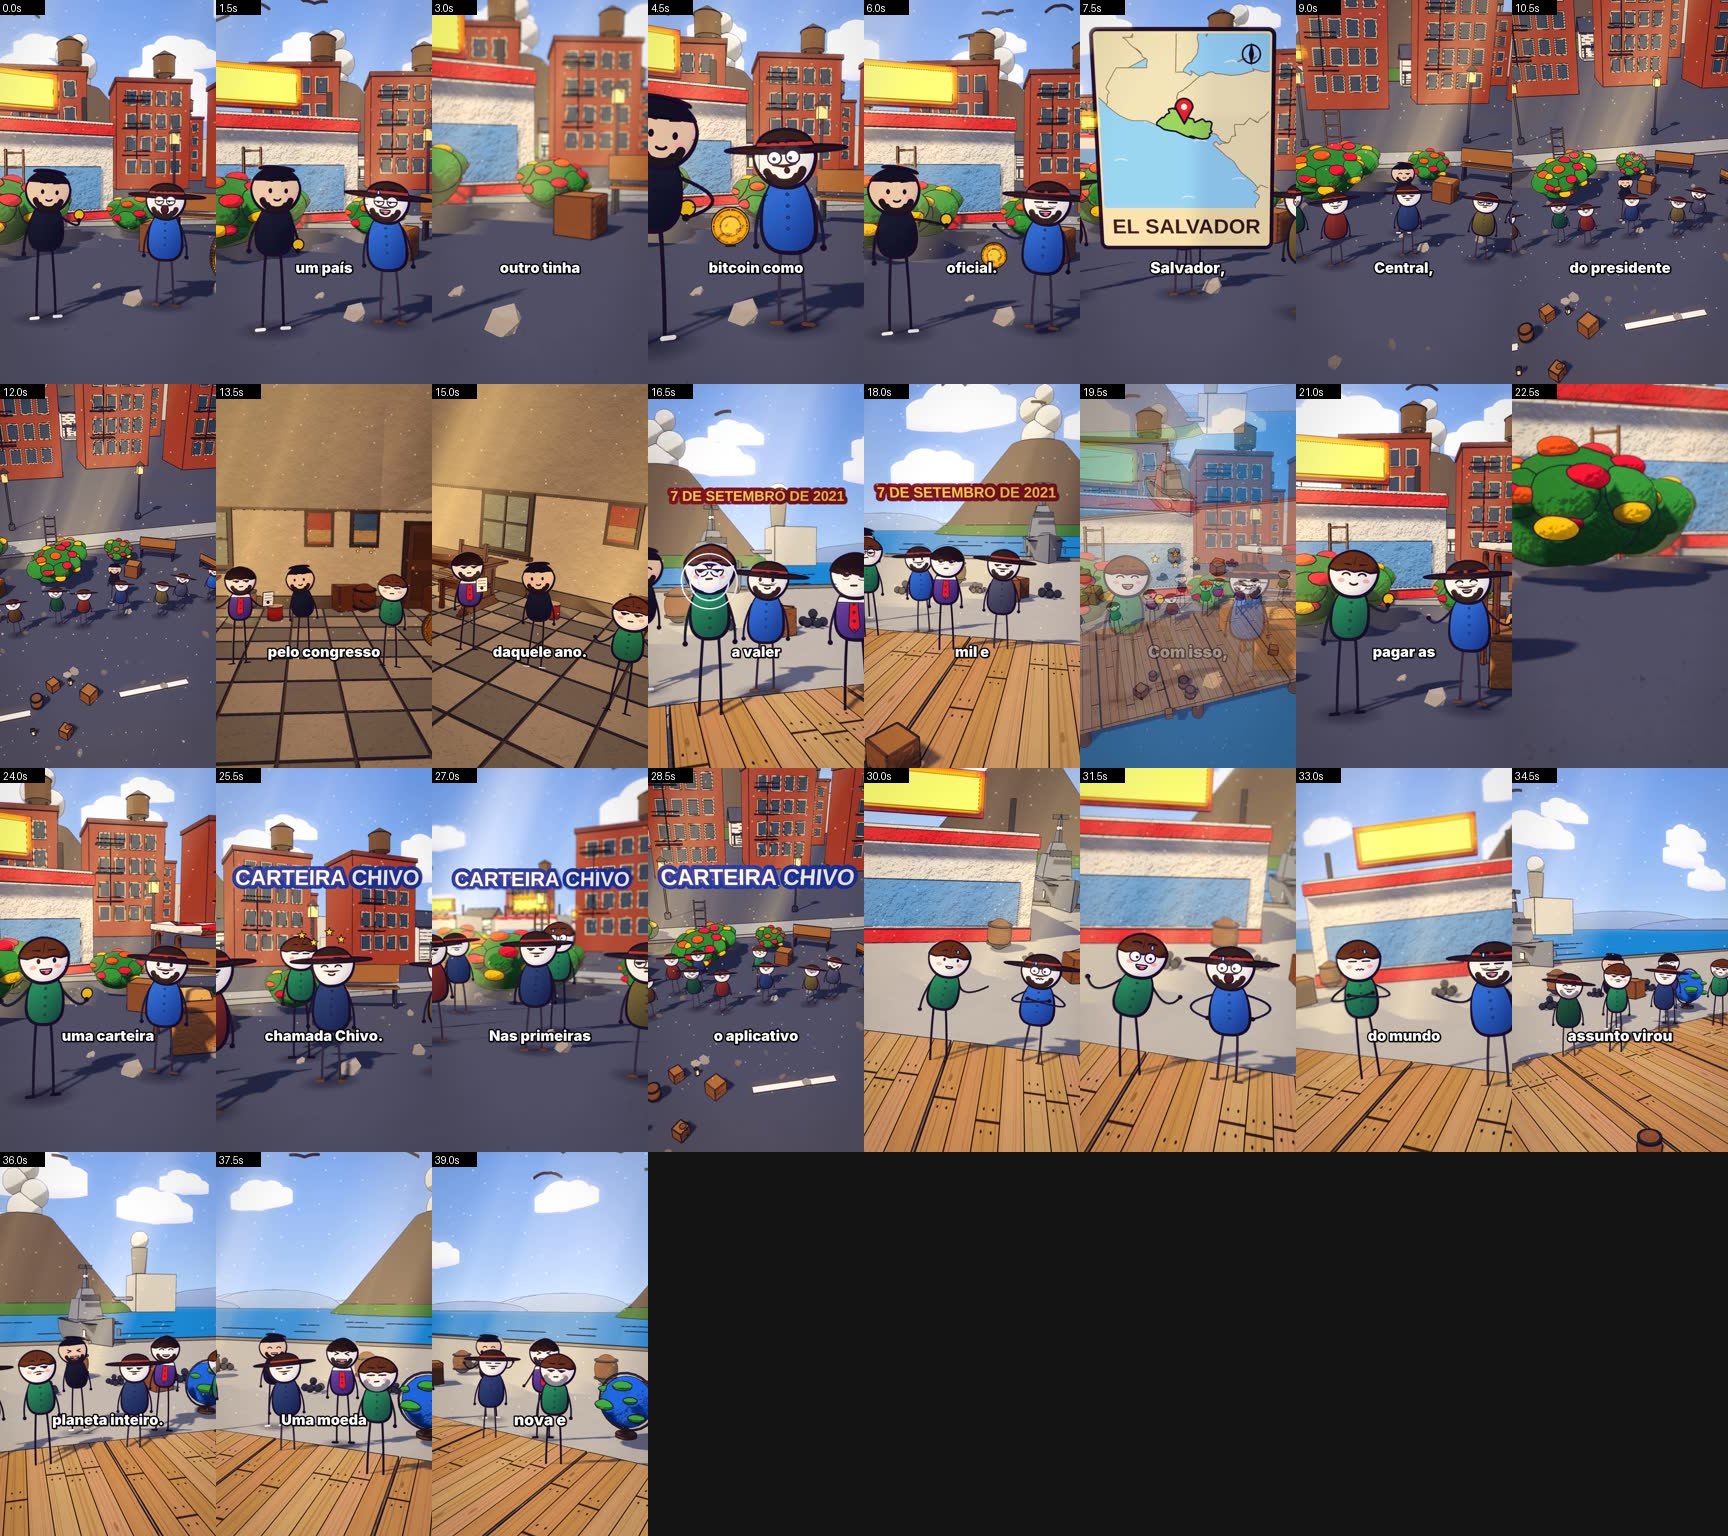 0.0s
1.5s
um país
3.0s
outro tinha
4.5s
bitcoin como
6.0s
oficial.
7.5s
EL SALVADOR
Salvador,
9.0s
Central,
10.5s
do presidente
12.0s
13.5s
pelo congresso
15.0s
daquele ano.
16.5s
7 DE SETEMBRO DE 2021
a valer
18.0s
7 DE SETEMBRO DE 2021
mil e
19.5s
Com isso,
21.0s
pagar as
22.5s
24.0s
uma carteira
25.5s
CARTEIRA CHIVO
chamada Chivo.
27.0s
CARTEIRA CHIVO
Nas primeiras
28.5s
CARTEIRA CHIVO
o aplicativo
30.0s
31.5s
33.0s
do mundo
34.5s
assunto virou
36.0s
planeta inteiro.
37.5s
Uma moeda
39.0s
nova e